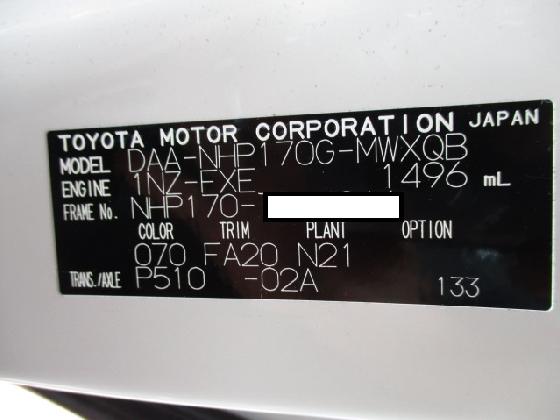 TOYOTA MOTOR CORPORATION JAPAN
MODEL DAA-NHP170G-MWXQB
ENGINE 1NZ-EXE 1496 mL
FRAME No. NHP170-
COLOR TRIM PLANT OPTION
070 FA20 N21
TRANS./AXLE P510 -02A 133